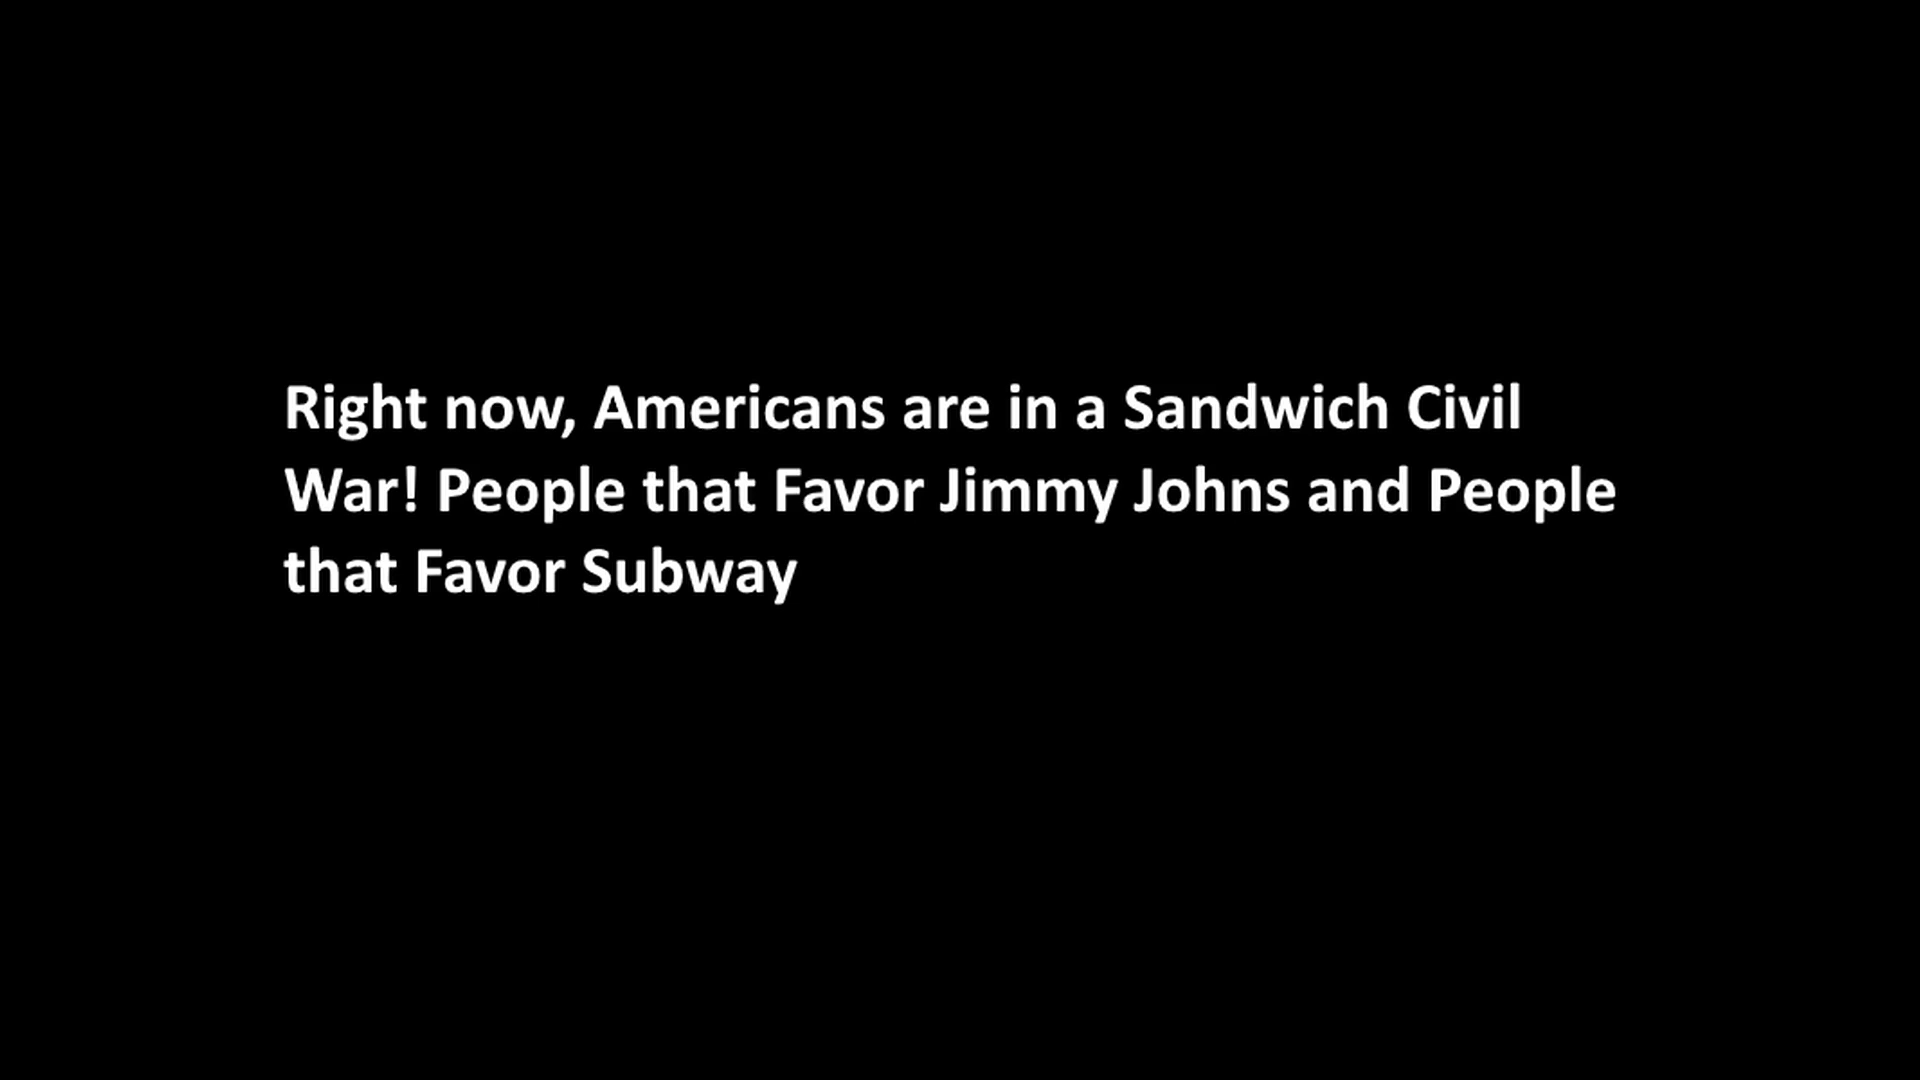 Right now, Americans are in a Sandwich Civil
War! People that Favor Jimmy Johns and People
that Favor Subway